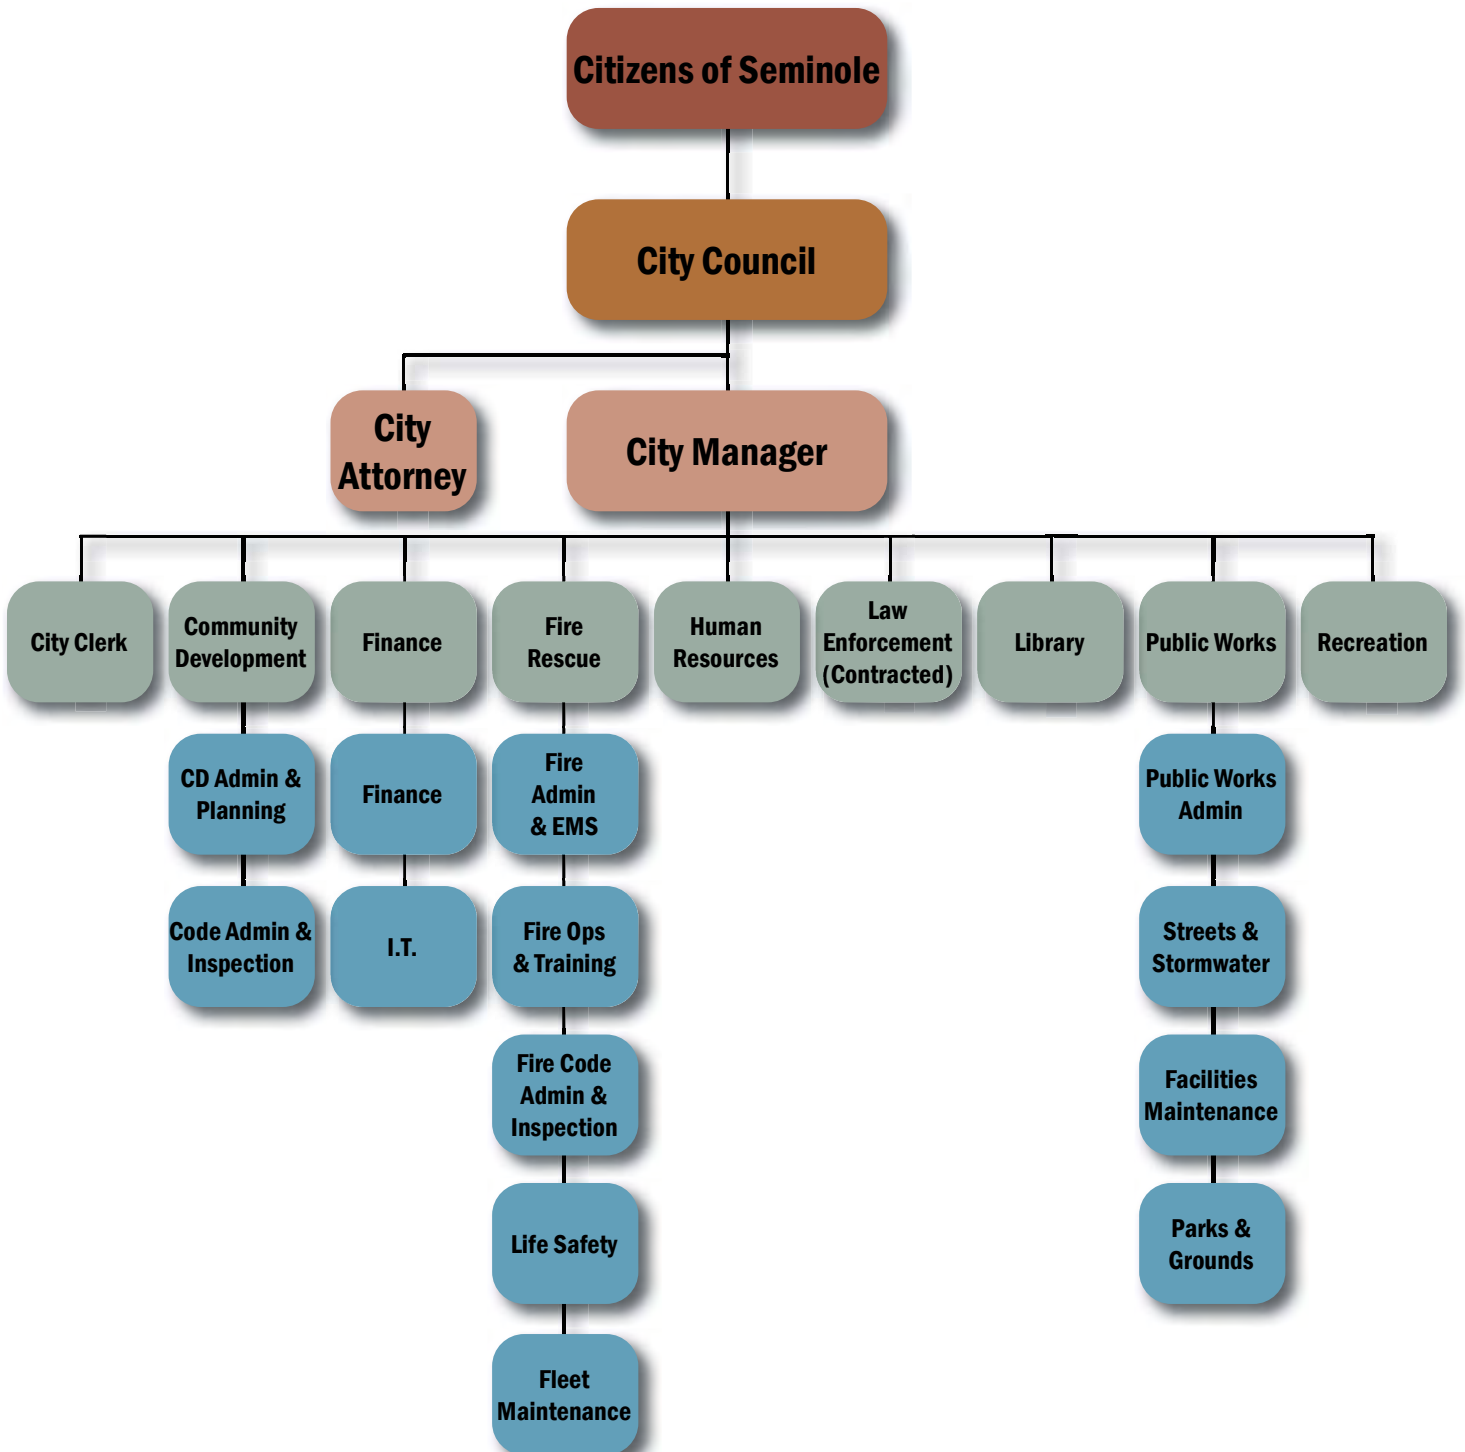 Citizens of Seminole
City Council
City
Attorney
City Manager
City Clerk
Community
Development
Finance
Fire
Rescue
Human
Resources
Law
Enforcement
(Contracted)
Library
Public Works
Recreation
CD Admin &
Planning
Finance
Fire
Admin
& EMS
Public Works
Admin
Code Admin &
Inspection
I.T.
Fire Ops
& Training
Streets &
Stormwater
Fire Code
Admin &
Inspection
Facilities
Maintenance
Life Safety
Parks &
Grounds
Fleet
Maintenance